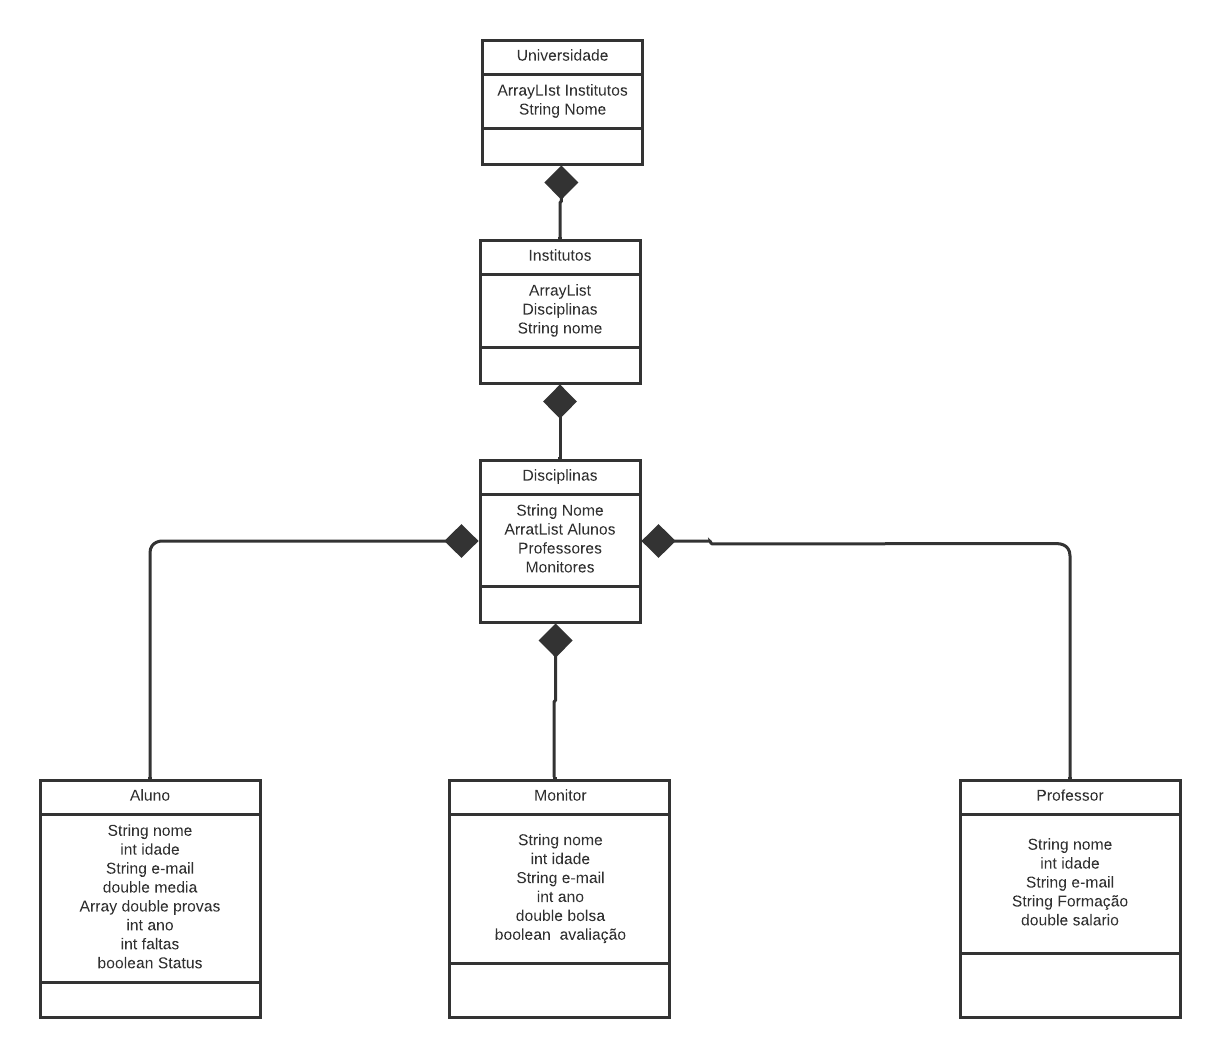 Universidade
ArrayLIst Institutos
String Nome
Institutos
ArrayList
Disciplinas
String nome
Disciplinas
String Nome
ArratList Alunos
Professores
Monitores
Aluno
String nome
int idade
String e-mail
double media
Array double provas
int ano
int faltas
boolean Status
Monitor
String nome
int idade
String e-mail
int ano
double bolsa
boolean  avaliação
Professor
String nome
int idade
String e-mail
String Formação
double salario